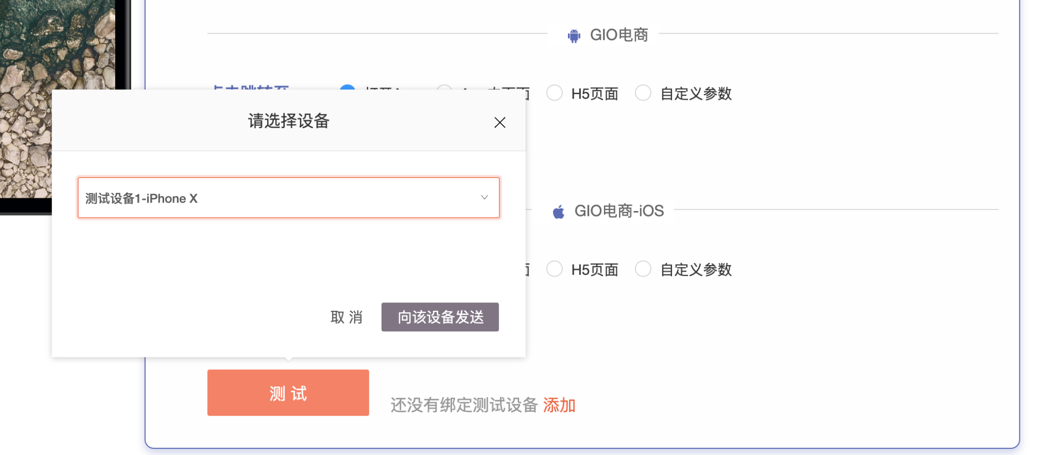 GIO电商
H5页面
自定义参数
请选择设备
测试设备1-iPhone X
GIO电商-iOS
H5页面
自定义参数
取 消
向该设备发送
测 试
还没有绑定测试设备 添加